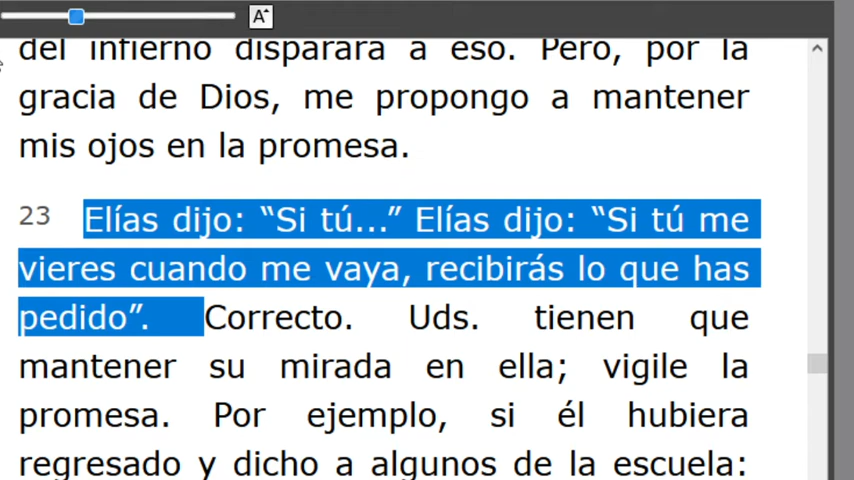 A
del infierno disparara a eso. Pero, por la
gracia de Dios, me propongo a mantener
mis ojos en la promesa.
23 Elías dijo: “Si tú...” Elías dijo: “Si tú me
vieres cuando me vaya, recibirás lo que has
pedido”. Correcto. Uds. tienen que
mantener su mirada en ella; vigile la
promesa. Por ejemplo, si él hubiera
regresado y dicho a algunos de la escuela: